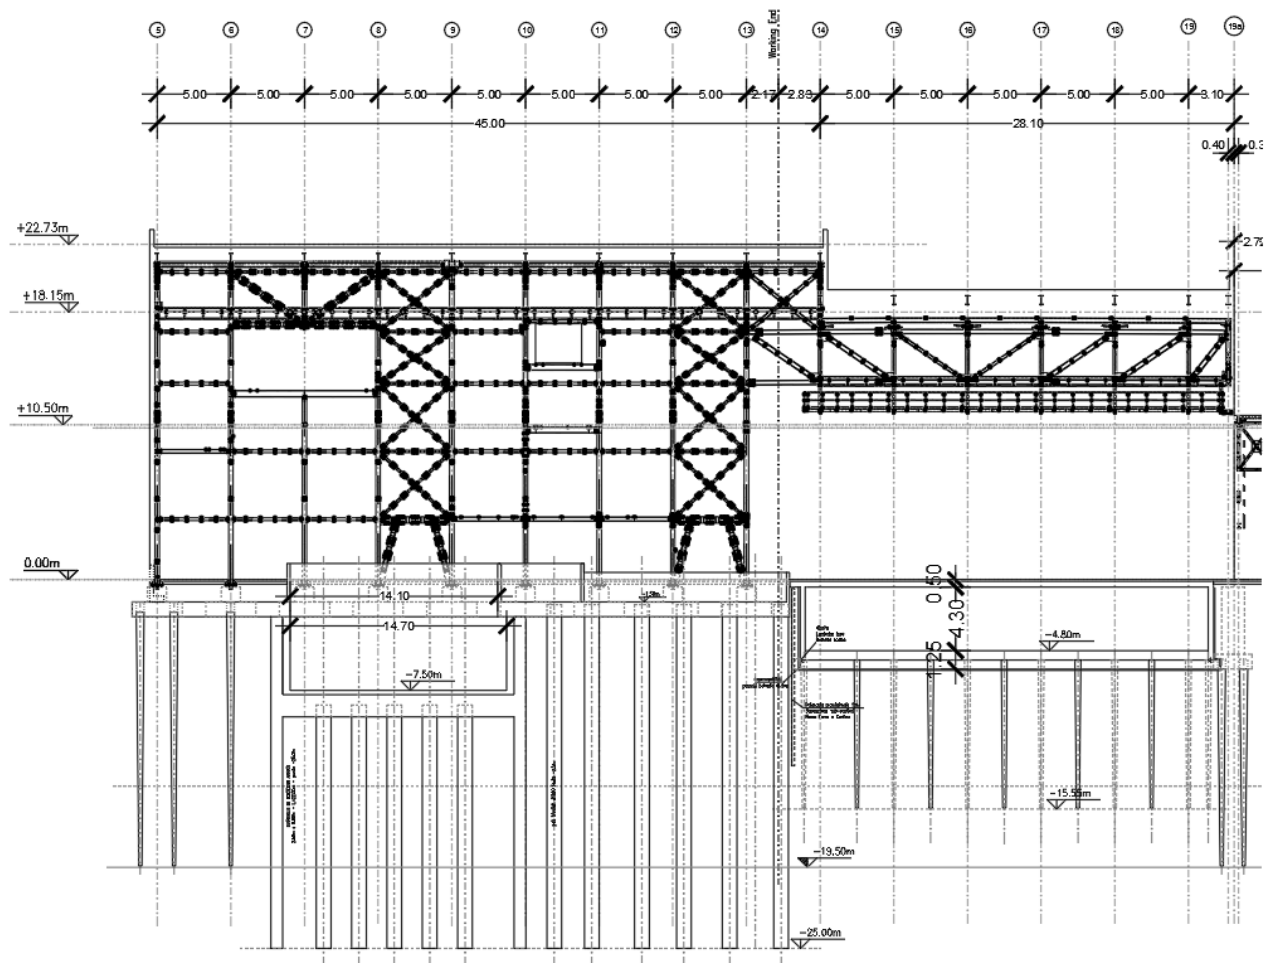 5 6 7 8 9 10 11 12 13 Working End 14 15 16 17 18 19 19a
5.00 5.00 5.00 5.00 5.00 5.00 5.00 5.00 2.17 2.83 5.00 5.00 5.00 5.00 5.00 3.10
45.00 28.10
0.40
+22.73m
+18.15m
+10.50m
0.00m
0.50
14.10
4.30
14.70
-4.80m
1.25
-7.50m
-15.55m
-19.50m
-25.00m